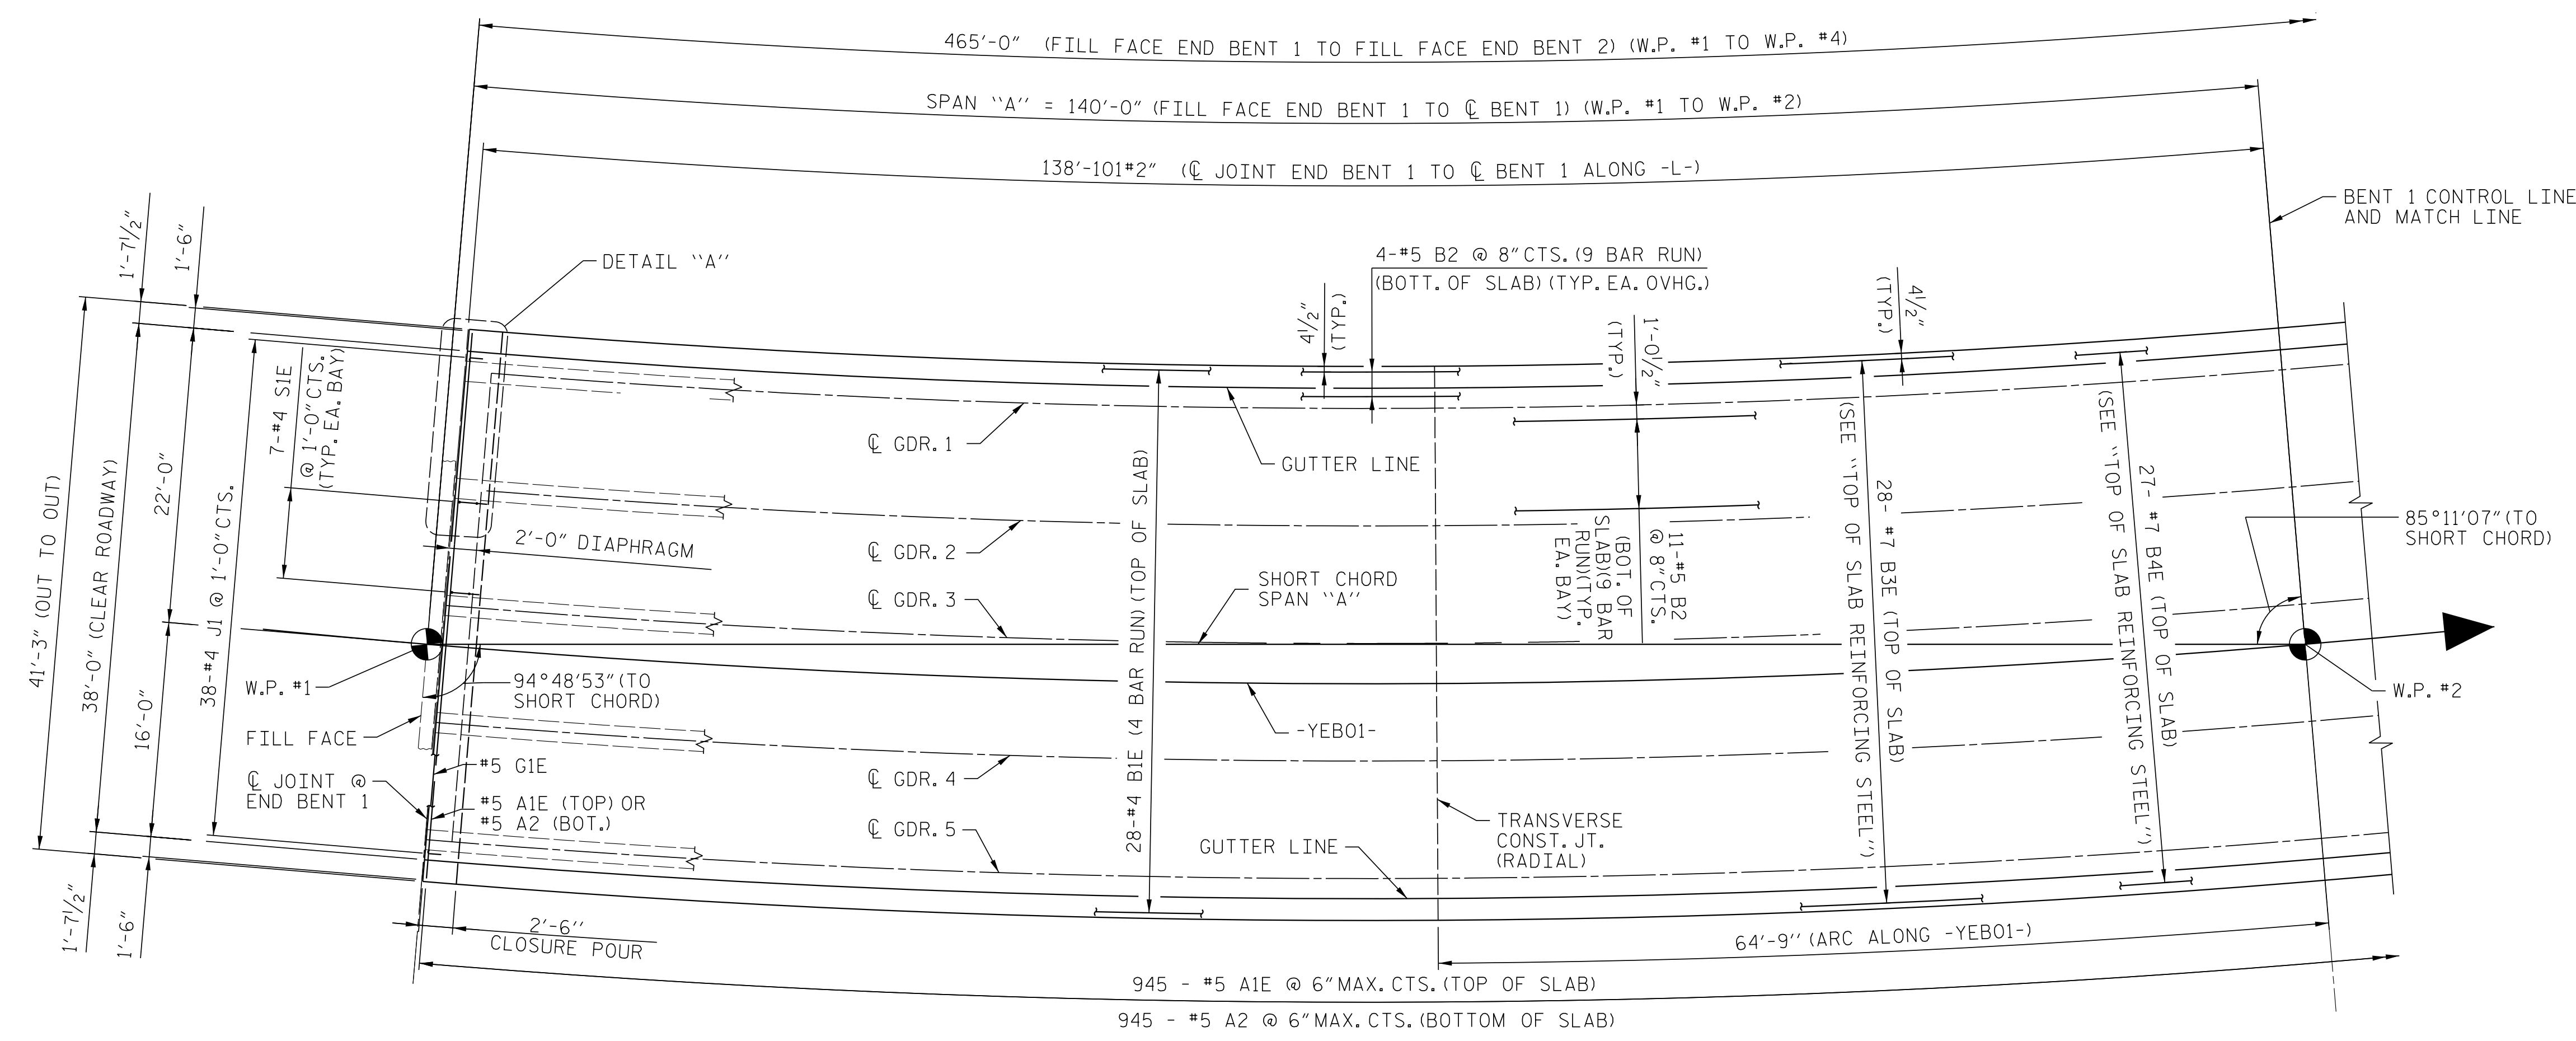 465'-0" (FILL FACE END BENT 1 TO FILL FACE END BENT 2) (W.P. #1 TO W.P. #4)
SPAN "A" = 140'-0" (FILL FACE END BENT 1 TO ℄ BENT 1) (W.P. #1 TO W.P. #2)
138'-101#2" (℄ JOINT END BENT 1 TO ℄ BENT 1 ALONG -L-)
BENT 1 CONTROL LINE
AND MATCH LINE
1'-7½"
1'-6"
DETAIL "A"
4-#5 B2 @ 8" CTS. (9 BAR RUN)
(BOTT. OF SLAB) (TYP. EA. OVHG.)
4½"
(TYP.)
1'-0½"
(TYP.)
4½"
(TYP.)
41'-3" (OUT TO OUT)
38'-0" (CLEAR ROADWAY)
22'-0"
16'-0"
38-#4 J1 @ 1'-0" CTS.
7-#4 S1E
@ 1'-0" CTS.
(TYP. EA. BAY)
℄ GDR. 1
GUTTER LINE
℄ GDR. 2
2'-0" DIAPHRAGM
℄ GDR. 3
SHORT CHORD
SPAN "A"
28-#4 B1E (4 BAR RUN) (TOP OF SLAB)
11-#5 B2
@ 8" CTS.
(BOT. OF
SLAB)(9 BAR
RUN)(TYP.
EA. BAY)
28- #7 B3E (TOP OF SLAB)
(SEE "TOP OF SLAB REINFORCING STEEL")
27- #7 B4E (TOP OF SLAB)
(SEE "TOP OF SLAB REINFORCING STEEL")
85°11'07" (TO
SHORT CHORD)
W.P. #1
94°48'53" (TO
SHORT CHORD)
W.P. #2
FILL FACE
-YEB01-
℄ JOINT @
END BENT 1
#5 G1E
#5 A1E (TOP) OR
#5 A2 (BOT.)
℄ GDR. 4
℄ GDR. 5
GUTTER LINE
TRANSVERSE
CONST. JT.
(RADIAL)
1'-7½"
1'-6"
2'-6"
CLOSURE POUR
64'-9" (ARC ALONG -YEB01-)
945 - #5 A1E @ 6" MAX. CTS. (TOP OF SLAB)
945 - #5 A2 @ 6" MAX. CTS. (BOTTOM OF SLAB)